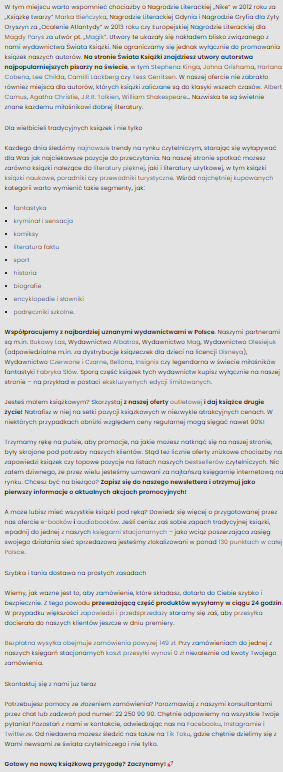 W tym miejscu warto wspomnieć chociażby o Nagrodzie Literackiej „Nike” w 2012 roku za
„Książkę twarzy” Marka Bieńczyka, Nagrodzie Literackiej Gdynia i Nagrodzie Gryfia dla Żyty
Oryszyn za „Ocalenie Atlantydy” w 2013 roku czy Europejskiej Nagrodzie Literackiej dla
Magdy Parys za utwór pt. „Magik”. Utwory te ukazały się nakładem blisko związanego z
nami wydawnictwa Świata Książki. Nie ograniczamy się jednak wyłącznie do promowania
książek naszych autorów. Na stronie Świata Książki znajdziesz utwory autorstwa
najpopularniejszych pisarzy na świecie, w tym Stephena Kinga, Johna Grishama, Harlana
Cobena, Lee Childa, Camilli Läckberg czy Tess Gerritsen. W naszej ofercie nie zabrakło
również miejsca dla autorów, których książki zaliczane są do klasyki wszech czasów. Albert
Camus, Agatha Christie, J.R.R. Tolkien, William Shakespeare... Nazwiska te są świetnie
znane każdemu miłośnikowi dobrej literatury.
Dla wielbicieli tradycyjnych książek i nie tylko
Każdego dnia śledzimy najnowsze trendy na rynku czytelniczym, starając się wyłapywać
dla Was jak najciekawsze pozycje do przeczytania. Na naszej stronie spotkać możesz
zarówno książki należące do literatury pięknej, jaki i literatury użytkowej, w tym książki
książki naukowe, poradniki czy przewodniki turystyczne. Wśród najchętniej kupowanych
kategorii warto wymienić takie segmenty, jak:
fantastyka
kryminał i sensacja
komiksy
literatura faktu
sport
historia
biografie
encyklopedie i słowniki
podręczniki szkolne.
Współpracujemy z najbardziej uznanymi wydawnictwami w Polsce. Naszymi partnerami
są m.in. Bukowy Las, Wydawnictwo Albatros, Wydawnictwo Mag, Wydawnictwo Olesiejuk
(odpowiedzialne m.in. za dystrybucję książeczek dla dzieci na licencji Disneya),
Wydawnictwo Czerwone i Czarne, Bellona, Insignis czy legendarna w świecie miłośników
fantastyki Fabryka Słów. Sporą część książek tych wydawnictw kupisz wyłącznie na naszej
stronie – na przykład w postaci ekskluzywnych edycji limitowanych.
Jesteś molem książkowym? Skorzystaj z naszej oferty outletowej i daj książce drugie
życie! Natrafisz w niej na setki pozycji książkowych w niezwykle atrakcyjnych cenach. W
niektórych przypadkach obniżki względem ceny regularnej mogą sięgać nawet 90%!
Trzymamy rękę na pulsie, aby promocje, na jakie możesz natknąć się na naszej stronie,
były skrojone pod potrzeby naszych klientów. Stąd też liczne oferty zniżkowe chociażby na
zapowiedzi książek czy topowe pozycje na listach naszych bestsellerów czytelniczych. Nic
zatem dziwnego, że przez wielu jesteśmy uznawani za najtańszą księgarnię internetową na
rynku. Chcesz być na bieżąco? Zapisz się do naszego newslettera i otrzymuj jako
pierwszy informacje o aktualnych akcjach promocyjnych!
A może lubisz mieć wszystkie książki pod ręką? Dowiedz się więcej o przygotowanej przez
nas ofercie e-booków i audiobooków. Jeśli cenisz zaś sobie zapach tradycyjnej książki,
wpadnij do jednej z naszych księgarni stacjonarnych – jako wciąż poszerzająca zasięg
swojego działania sieć sprzedażowa jesteśmy zlokalizowani w ponad 130 punktach w całej
Polsce.
Szybka i tania dostawa na prostych zasadach
Wiemy, jak ważne jest to, aby zamówienie, które składasz, dotarło do Ciebie szybko i
bezpiecznie. Z tego powodu przeważającą część produktów wysyłamy w ciągu 24 godzin.
W przypadku większości zapowiedzi i przedsprzedaży staramy się zaś, aby przesyłka
docierała do naszych klientów jeszcze w dniu premiery.
Bezpłatna wysyłka obejmuje zamówienia powyżej 149 zł. Przy zamówieniach do jednej z
naszych księgarń stacjonarnych koszt przesyłki wynosi 0 zł niezależnie od kwoty Twojego
zamówienia.
Skontaktuj się z nami już teraz
Potrzebujesz pomocy ze złożeniem zamówienia? Porozmawiaj z naszymi konsultantami
przez chat lub zadzwoń pod numer: 22 250 90 90. Chętnie odpowiemy na wszystkie Twoje
pytania! Pozostań z nami w kontakcie, odwiedzając nas na Facebooku, Instagramie i
Twitterze. Od niedawna możesz śledzić nas także na Tik Toku, gdzie chętnie dzielimy się z
Wami newsami ze świata czytelniczego i nie tylko.
Gotowy na nową książkową przygodę? Zaczynamy!🚀